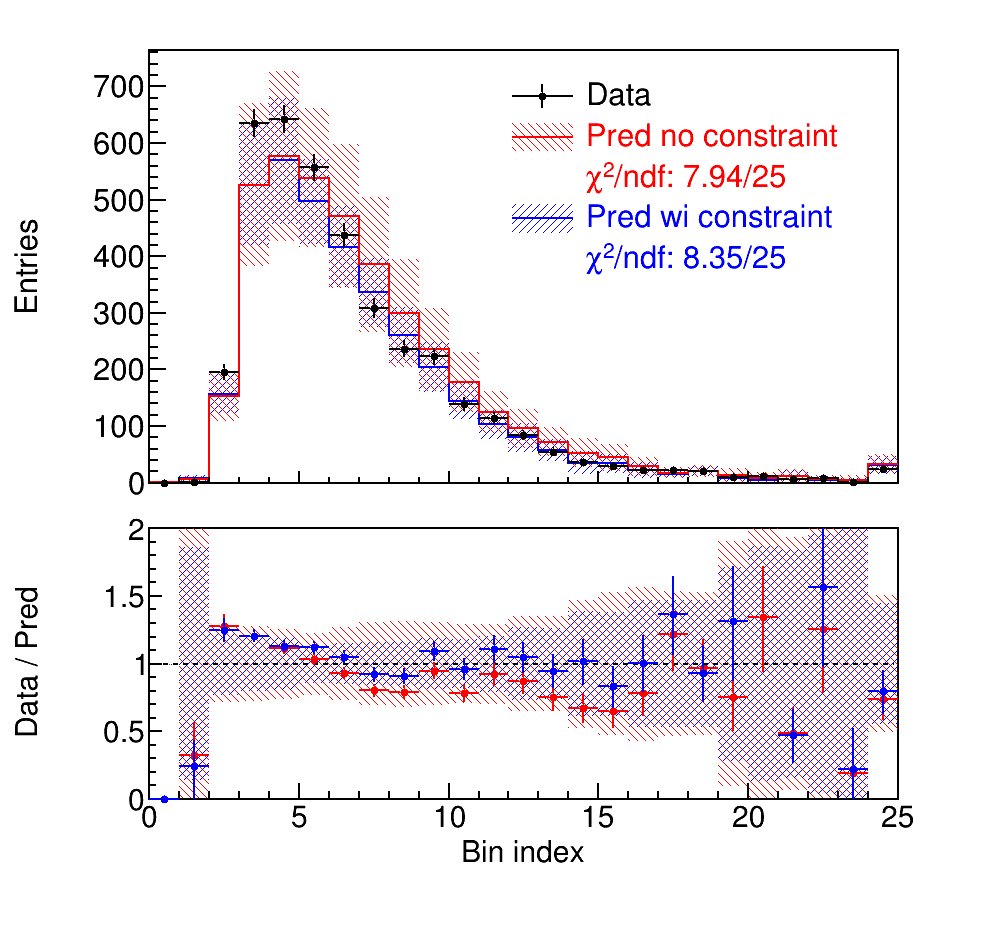 700
600
500
400
300
200
100
0
Entries
Data
Pred no constraint
χ²/ndf: 7.94/25
Pred wi constraint
χ²/ndf: 8.35/25
2
1.5
1
0.5
0
Data / Pred
0 5 10 15 20 25
Bin index